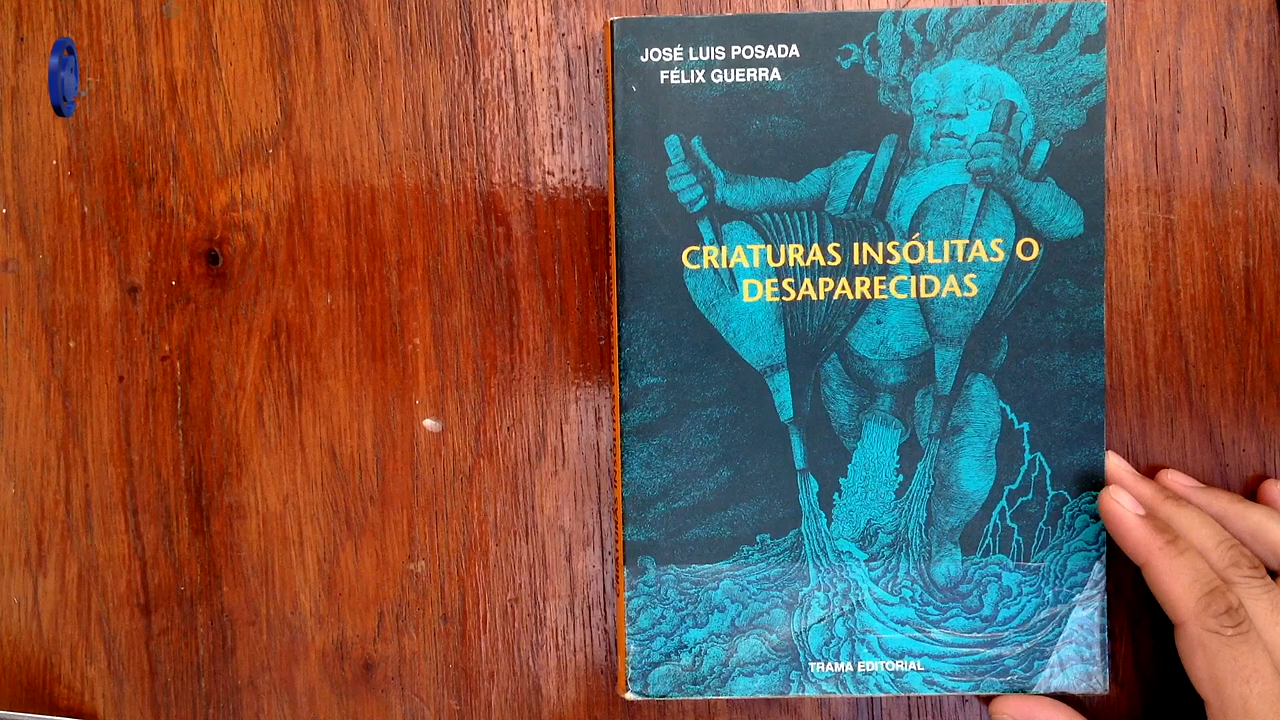 JOSÉ LUIS POSADA
FÉLIX GUERRA
CRIATURAS INSÓLITAS O
DESAPARECIDAS
TRAMA EDITORIAL